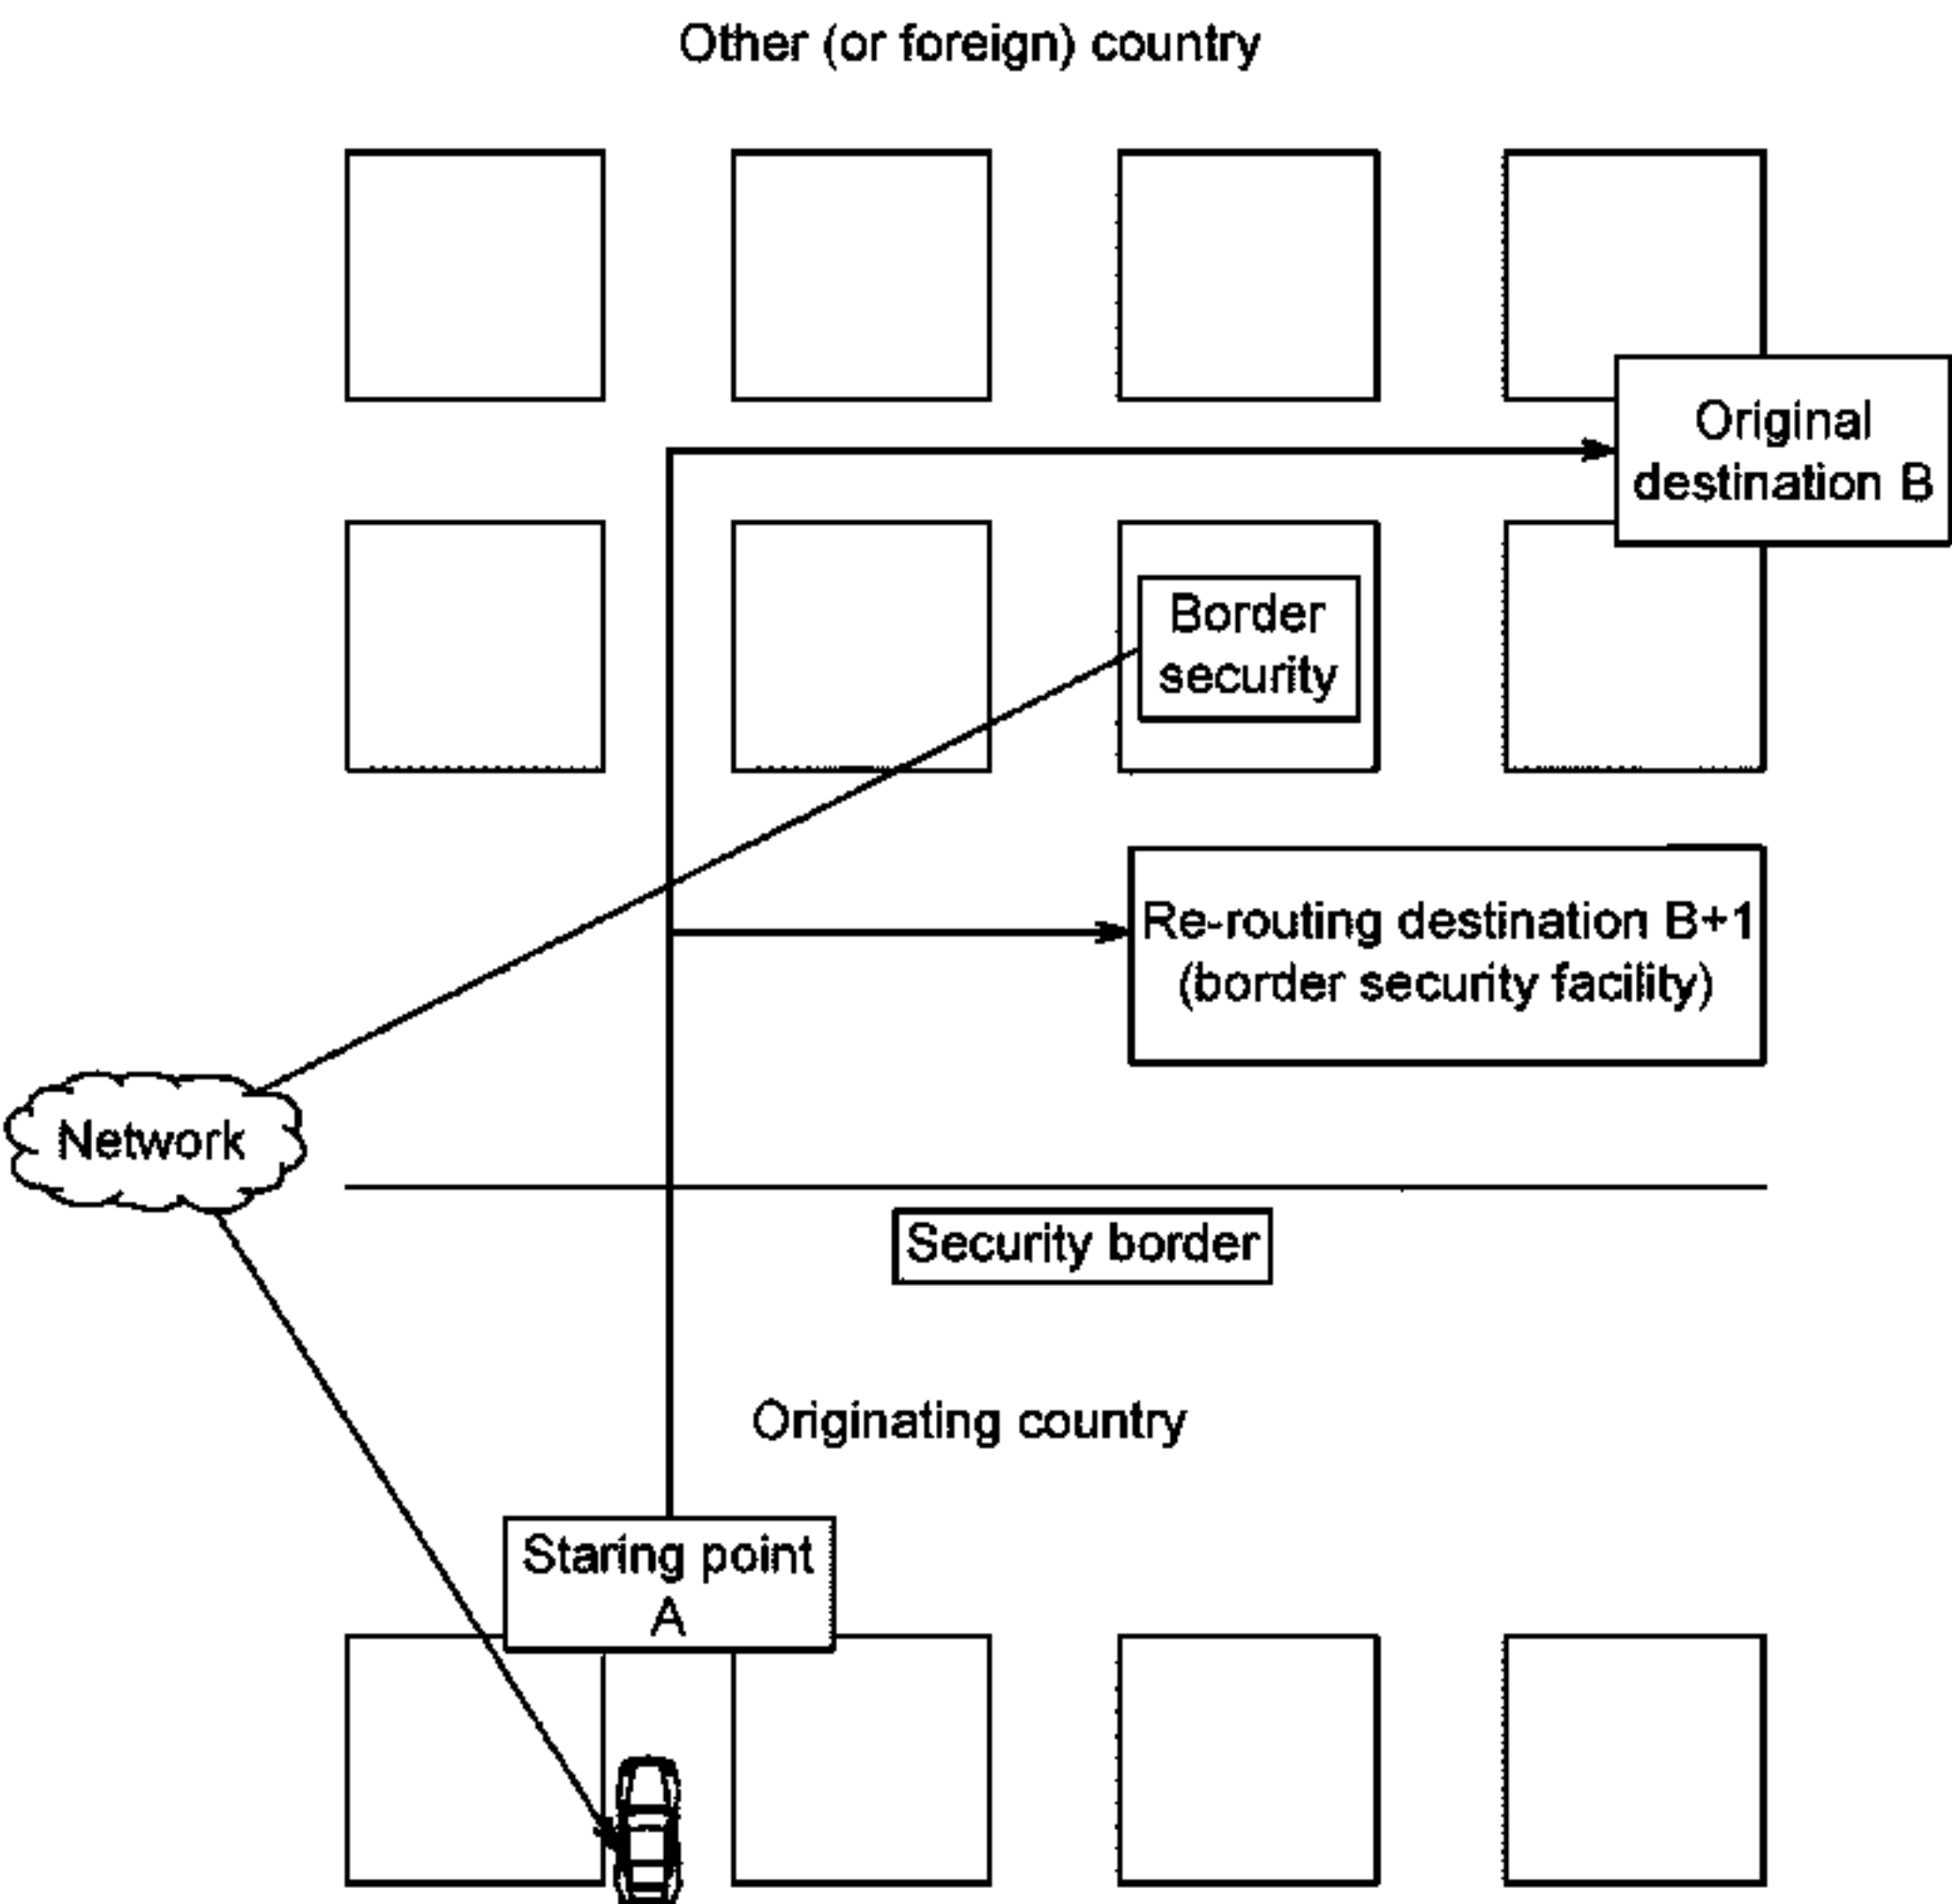 Other (or foreign) country
Original
destination B
Border
security
Re-routing destination B+1
(border security facility)
Network
Security border
Originating country
Staring point
A